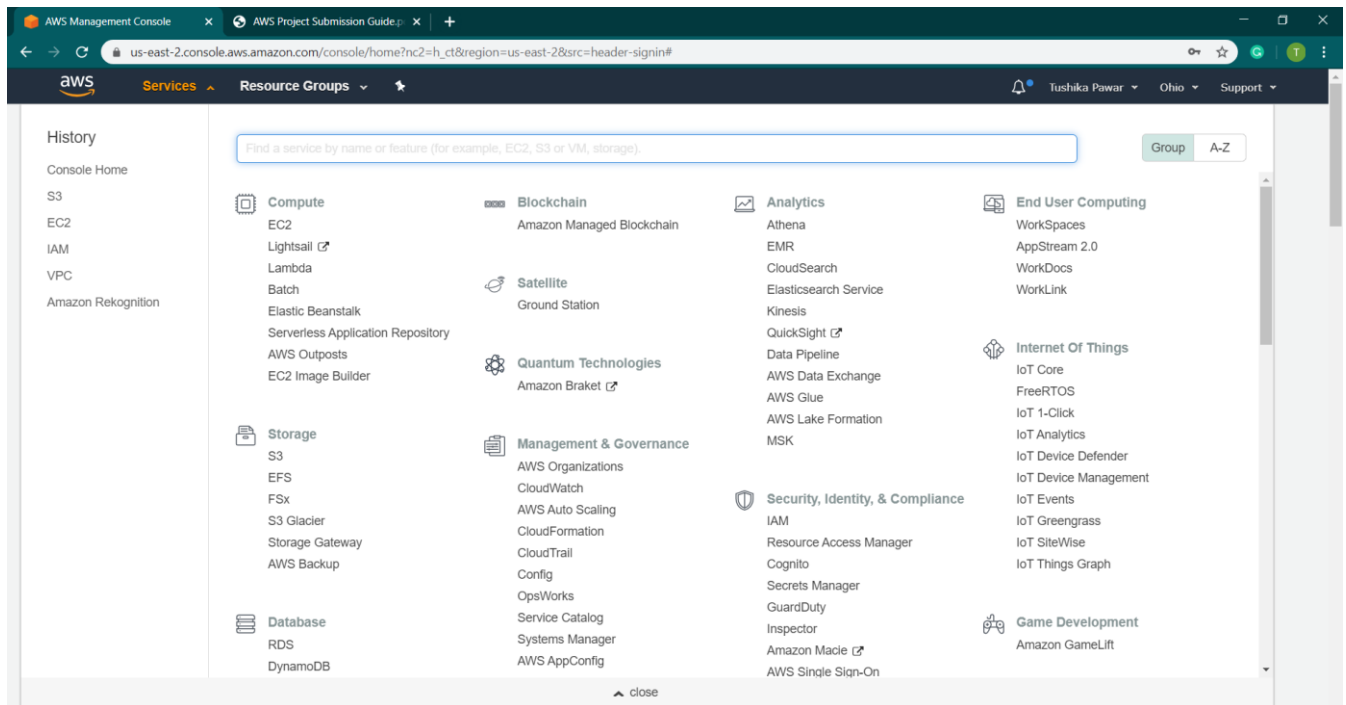 AWS Management Console
AWS Project Submission Guide.p
us-east-2.console.aws.amazon.com/console/home?nc2=h_ct&region=us-east-2&src=header-signin#
T
aws
Services
Resource Groups
Tushika Pawar
Ohio
Support
History
Console Home
S3
EC2
IAM
VPC
Amazon Rekognition
Find a service by name or feature (for example, EC2, S3 or VM, storage).
Group
A-Z
Compute
EC2
Lightsail
Lambda
Batch
Elastic Beanstalk
Serverless Application Repository
AWS Outposts
EC2 Image Builder
Storage
S3
EFS
FSx
S3 Glacier
Storage Gateway
AWS Backup
Database
RDS
DynamoDB
Blockchain
Amazon Managed Blockchain
Satellite
Ground Station
Quantum Technologies
Amazon Braket
Management & Governance
AWS Organizations
CloudWatch
AWS Auto Scaling
CloudFormation
CloudTrail
Config
OpsWorks
Service Catalog
Systems Manager
AWS AppConfig
Analytics
Athena
EMR
CloudSearch
Elasticsearch Service
Kinesis
QuickSight
Data Pipeline
AWS Data Exchange
AWS Glue
AWS Lake Formation
MSK
Security, Identity, & Compliance
IAM
Resource Access Manager
Cognito
Secrets Manager
GuardDuty
Inspector
Amazon Macie
AWS Single Sign-On
End User Computing
WorkSpaces
AppStream 2.0
WorkDocs
WorkLink
Internet Of Things
IoT Core
FreeRTOS
IoT 1-Click
IoT Analytics
IoT Device Defender
IoT Device Management
IoT Events
IoT Greengrass
IoT SiteWise
IoT Things Graph
Game Development
Amazon GameLift
close